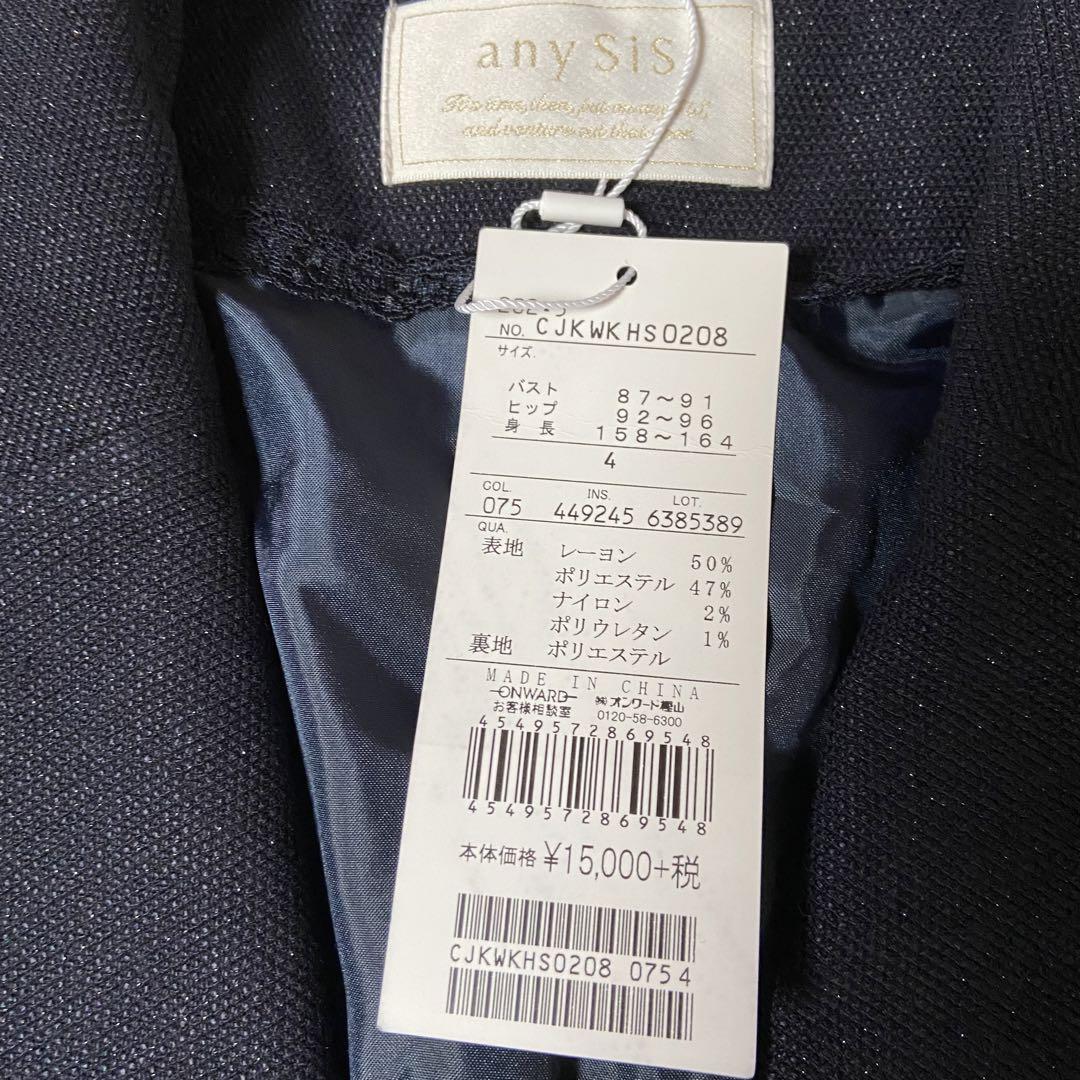 any SiS
and venture out that door.
NO. CJKWKHS0208
サイズ.
バスト 87～91
ヒップ 92～96
身長 158～164
4
COL. INS. LOT.
075 449245 6385389
QUA.
表地 レーヨン 50%
ポリエステル 47%
ナイロン 2%
ポリウレタン 1%
裏地 ポリエステル
MADE IN CHINA
ONWARD ㈱オンワード樫山
お客様相談室 0120-58-6300
4549572869548
4549572869548
本体価格 ¥15,000+税
CJKWKHS0208 0754